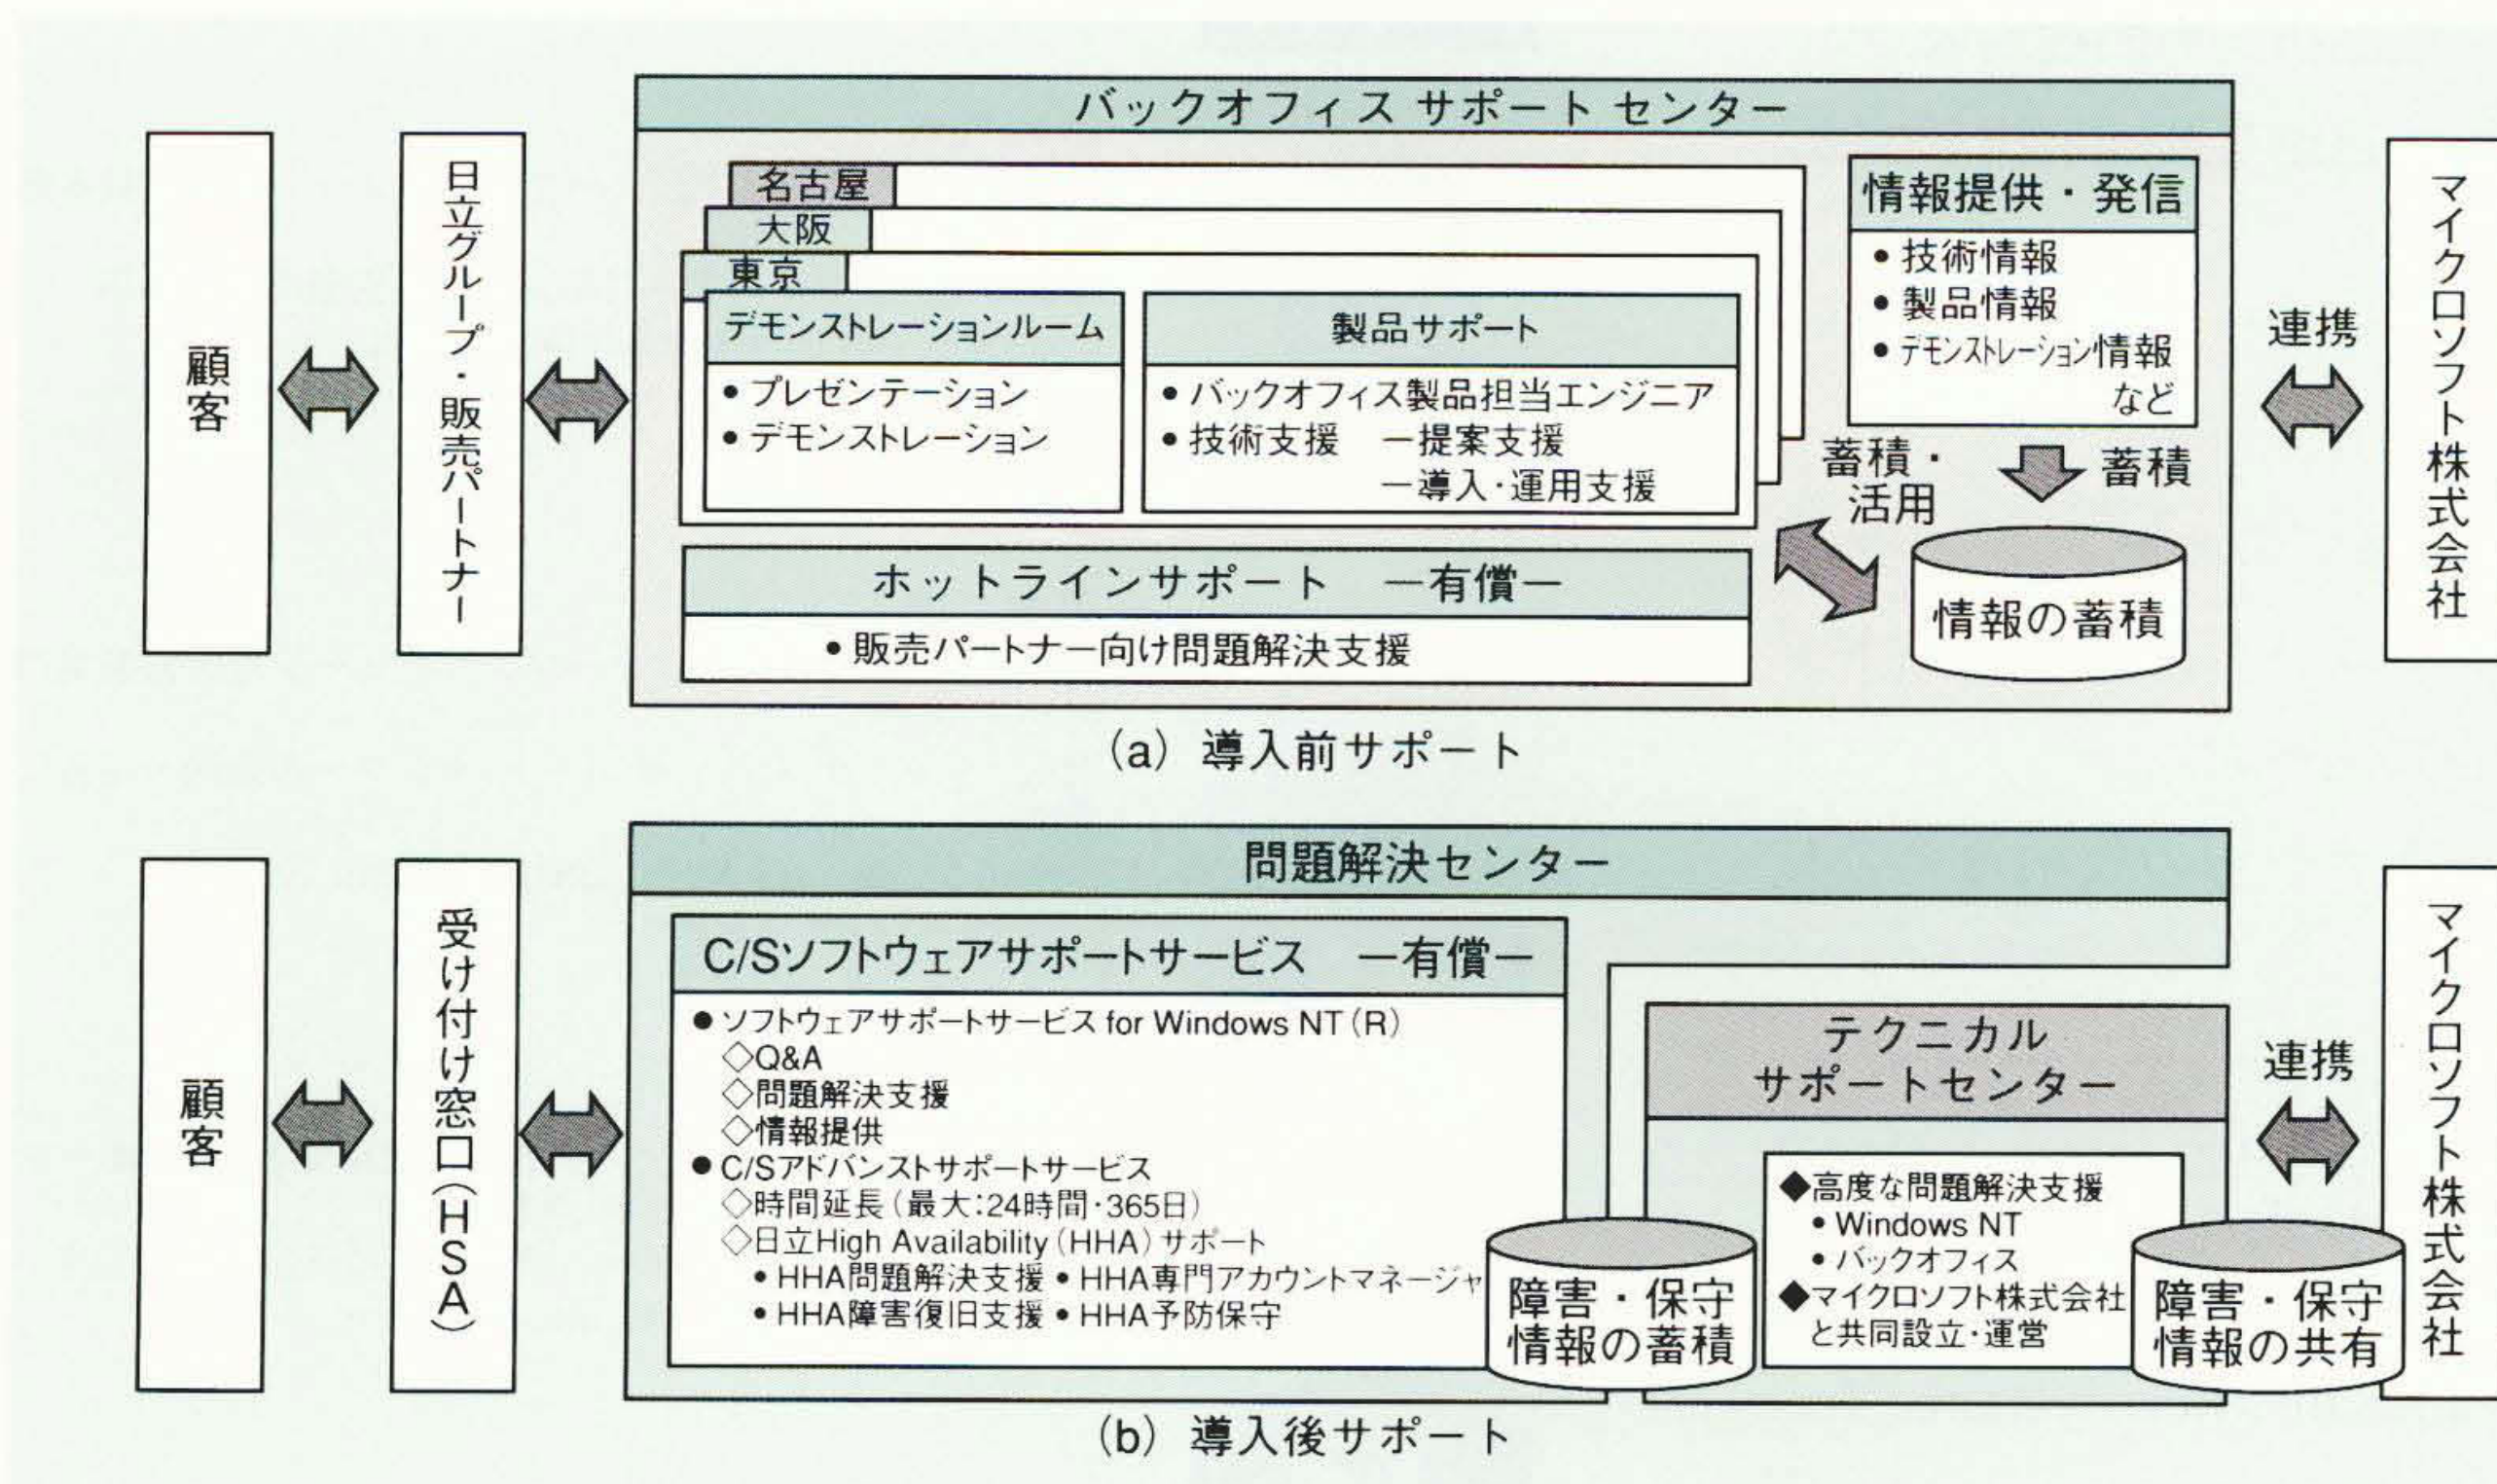 バックオフィス サポート センター
顧客
日立グループ・販売パートナー
名古屋
大阪
東京
デモンストレーションルーム
• プレゼンテーション
• デモンストレーション
製品サポート
• バックオフィス製品担当エンジニア
• 技術支援 ―提案支援
―導入・運用支援
ホットラインサポート ―有償―
• 販売パートナー向け問題解決支援
情報提供・発信
• 技術情報
• 製品情報
• デモンストレーション情報
など
蓄積・
活用
蓄積
情報の蓄積
連携
マイクロソフト株式会社
(a) 導入前サポート
問題解決センター
顧客
受け付け窓口(HSA)
C/Sソフトウェアサポートサービス ―有償―
●ソフトウェアサポートサービス for Windows NT(R)
◇Q&A
◇問題解決支援
◇情報提供
●C/Sアドバンストサポートサービス
◇時間延長(最大:24時間・365日)
◇日立High Availability(HHA)サポート
• HHA問題解決支援 • HHA専門アカウントマネージャ
• HHA障害復旧支援 • HHA予防保守
障害・保守
情報の蓄積
テクニカル
サポートセンター
◆高度な問題解決支援
• Windows NT
• バックオフィス
◆マイクロソフト株式会社
と共同設立・運営
障害・保守
情報の共有
連携
マイクロソフト株式会社
(b) 導入後サポート